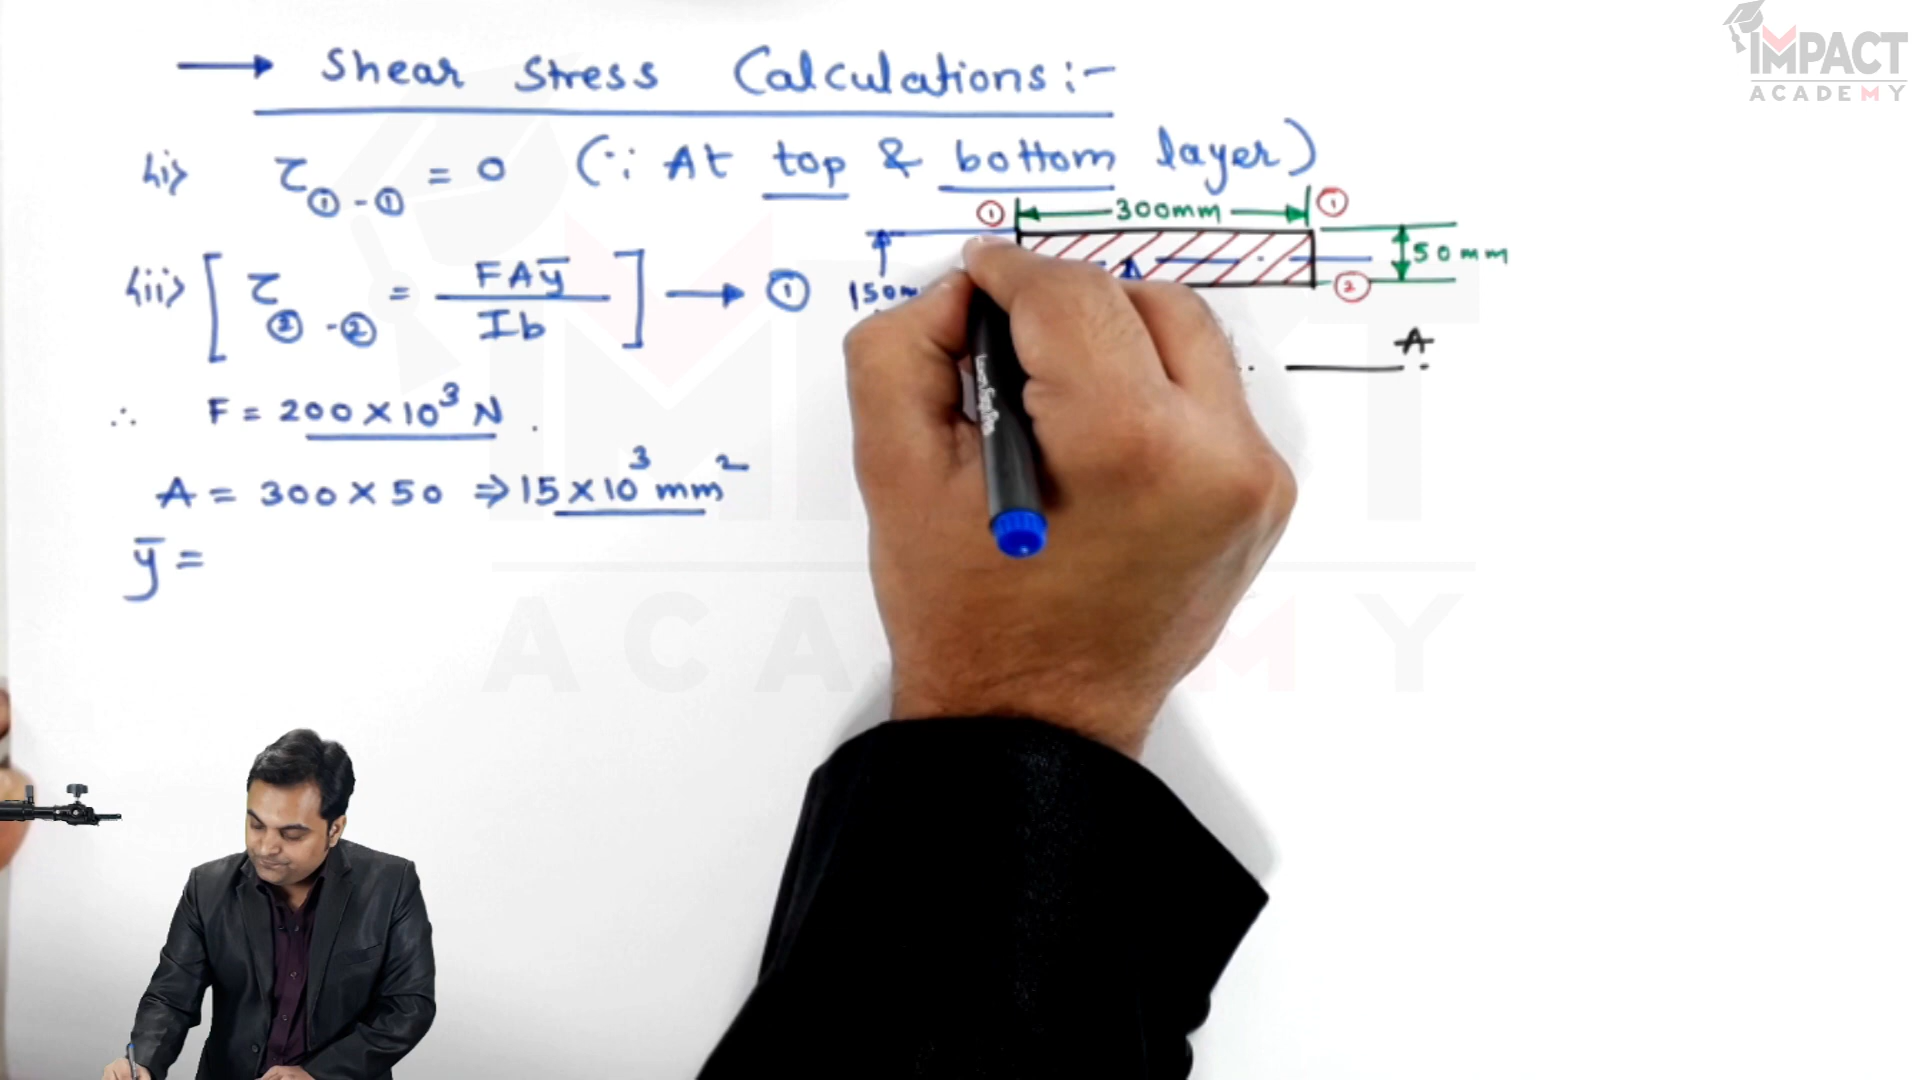 IMPACT
ACADEMY
→ Shear Stress Calculations:-
(i) τ①-① = 0 (∵ At top & bottom layer)
① 300mm ①
50mm
②
(ii) [ τ②-② = FAȳ / Ib ] → ①
A
∴ F = 200 × 10³ N
A = 300 × 50 ⇒ 15 × 10³ mm²
ȳ =